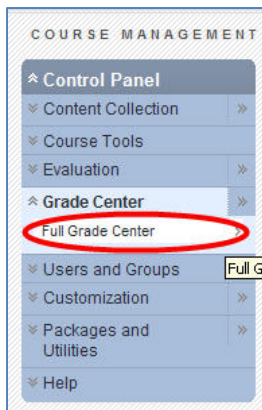 COURSE MANAGEMENT
Control Panel
Content Collection
Course Tools
Evaluation
Grade Center
Full Grade Center
Users and Groups
Full G
Customization
Packages and
Utilities
Help